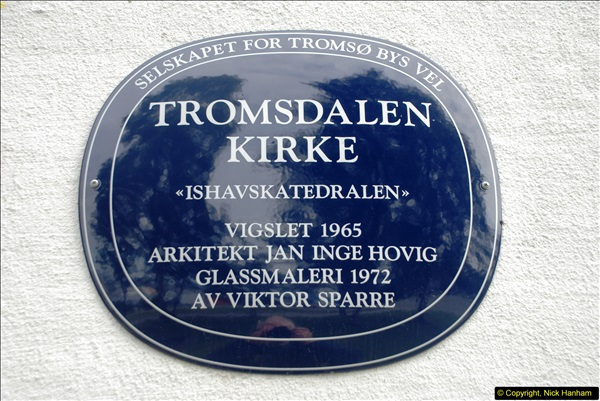 SELSKAPET FOR TROMSØ BYS VEL
TROMSDALEN
KIRKE
«ISHAVSKATEDRALEN»
VIGSLET 1965
ARKITEKT JAN INGE HOVIG
GLASSMALERI 1972
AV VIKTOR SPARRE
© Copyright, Nick Hanham